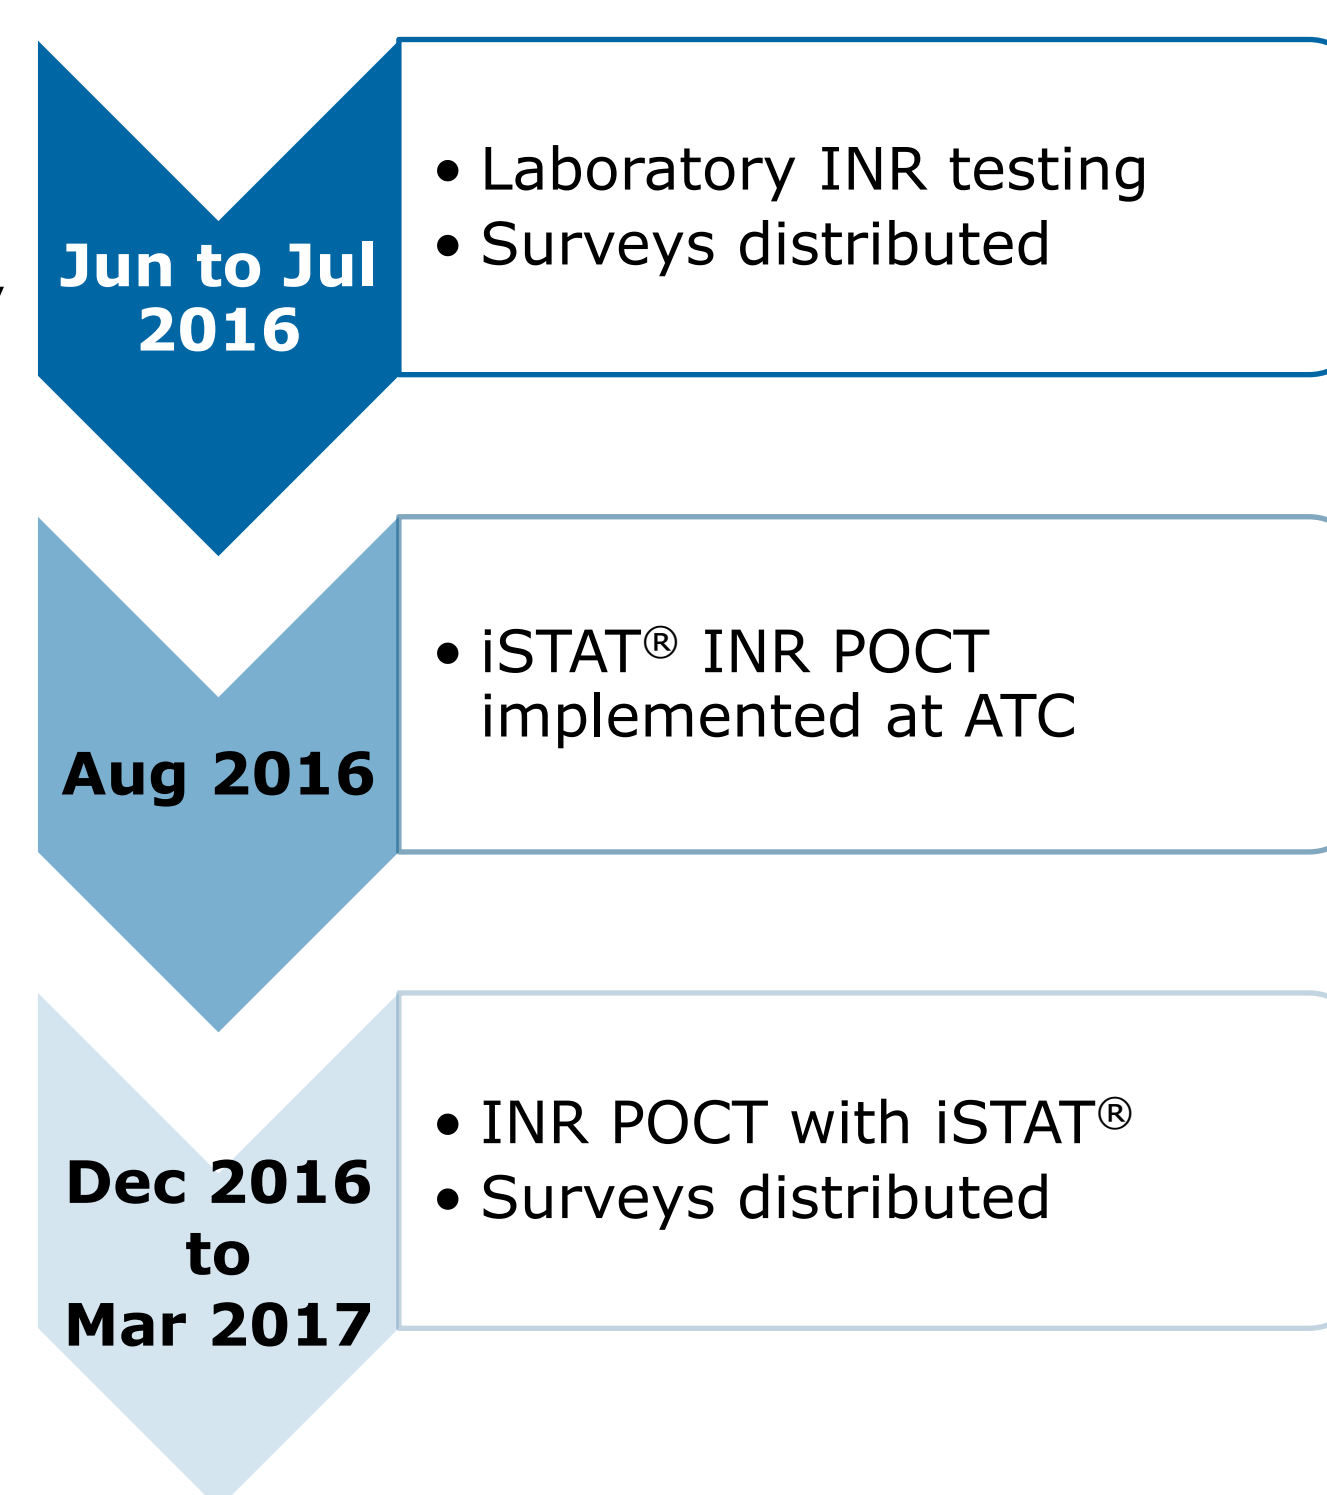 Jun to Jul
2016
• Laboratory INR testing
• Surveys distributed
Aug 2016
• iSTAT® INR POCT
implemented at ATC
Dec 2016
to
Mar 2017
• INR POCT with iSTAT®
• Surveys distributed